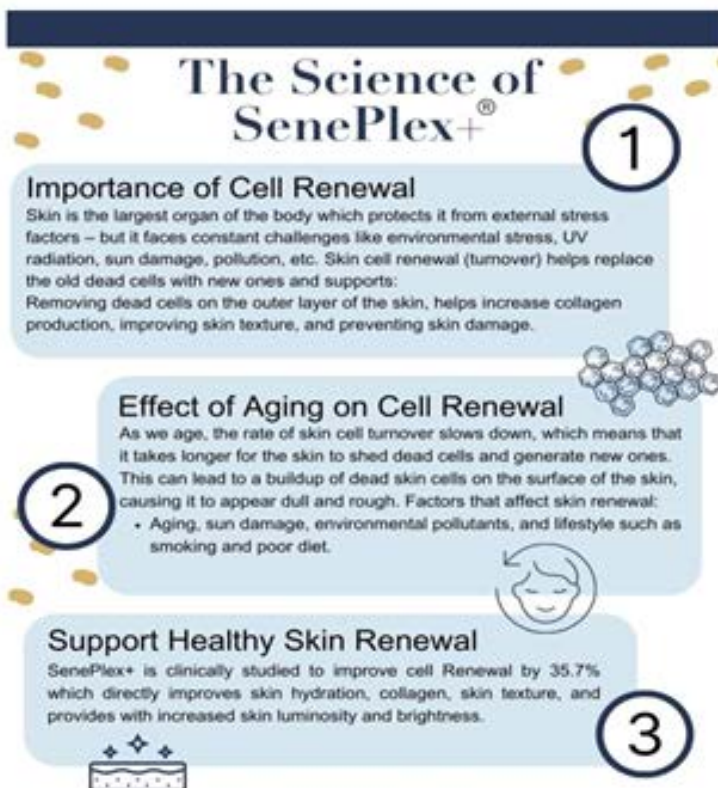 The Science of
SenePlex+®
1
Importance of Cell Renewal
Skin is the largest organ of the body which protects it from external stress
factors – but it faces constant challenges like environmental stress, UV
radiation, sun damage, pollution, etc. Skin cell renewal (turnover) helps replace
the old dead cells with new ones and supports:
Removing dead cells on the outer layer of the skin, helps increase collagen
production, improving skin texture, and preventing skin damage.
Effect of Aging on Cell Renewal
As we age, the rate of skin cell turnover slows down, which means that
it takes longer for the skin to shed dead cells and generate new ones.
This can lead to a buildup of dead skin cells on the surface of the skin,
causing it to appear dull and rough. Factors that affect skin renewal:
• Aging, sun damage, environmental pollutants, and lifestyle such as
smoking and poor diet.
2
Support Healthy Skin Renewal
SenePlex+ is clinically studied to improve cell Renewal by 35.7%
which directly improves skin hydration, collagen, skin texture, and
provides with increased skin luminosity and brightness.
3